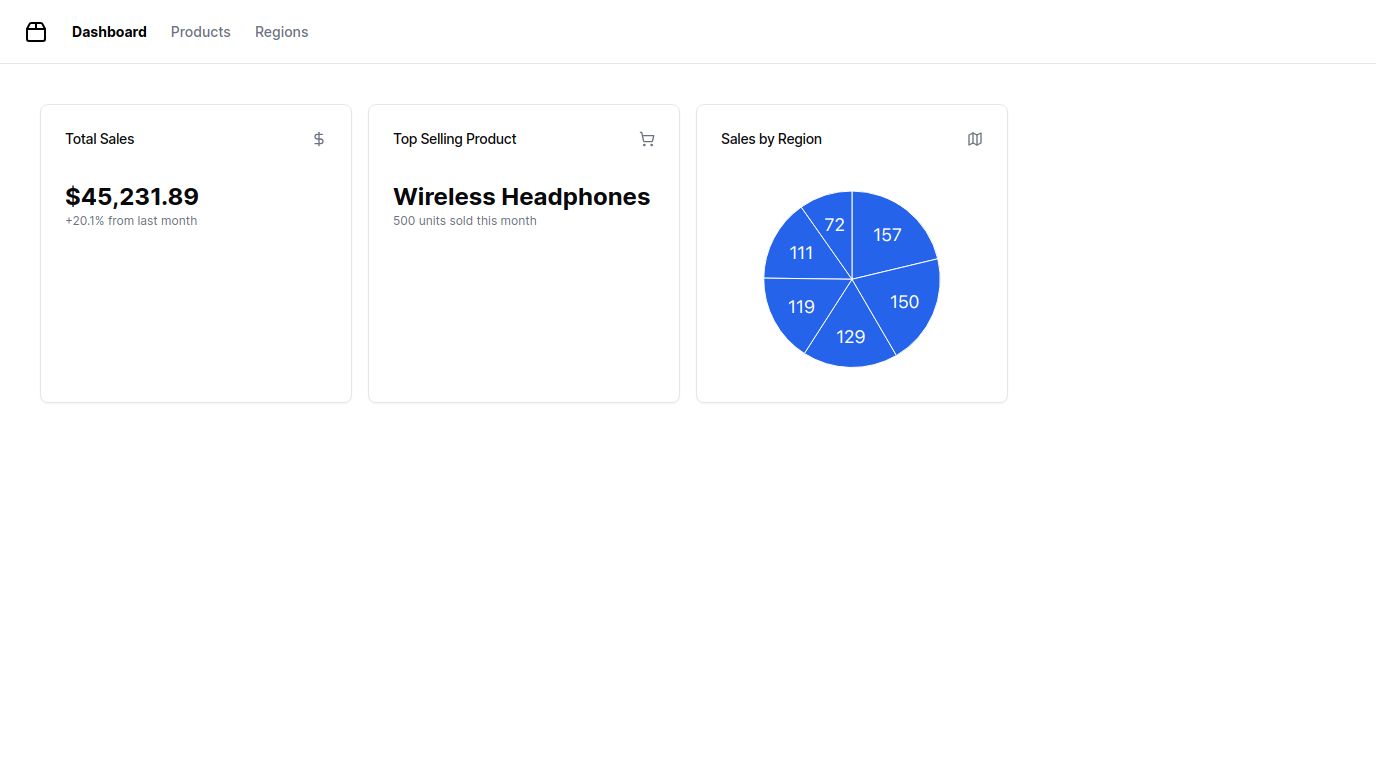 Dashboard Products Regions
Total Sales
$45,231.89
+20.1% from last month
Top Selling Product
Wireless Headphones
500 units sold this month
Sales by Region
72
157
111
150
119
129